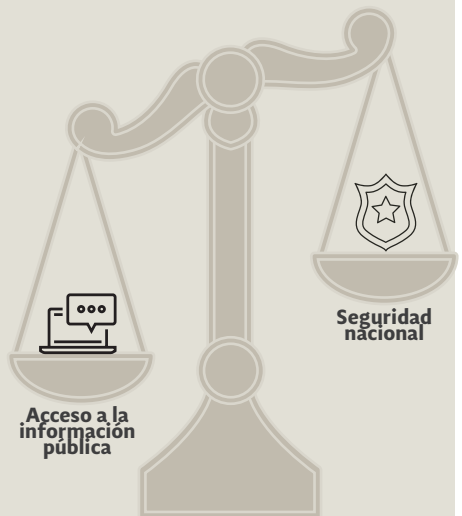 Seguridad
nacional
Acceso a la
información
pública